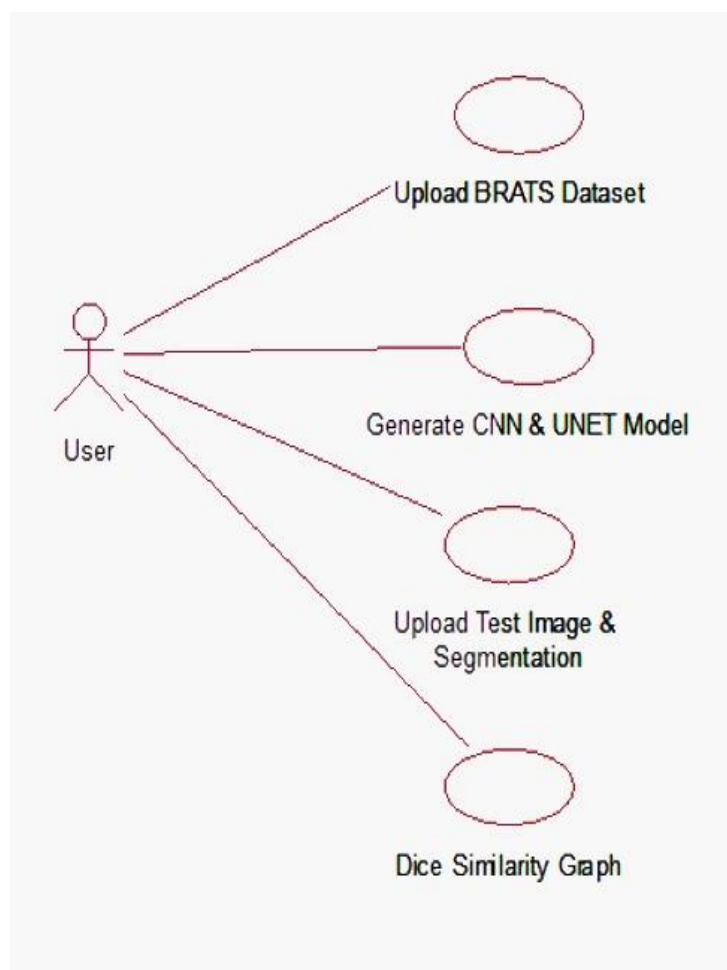 Upload BRATS Dataset
Generate CNN & UNET Model
User
Upload Test Image &
Segmentation
Dice Similarity Graph